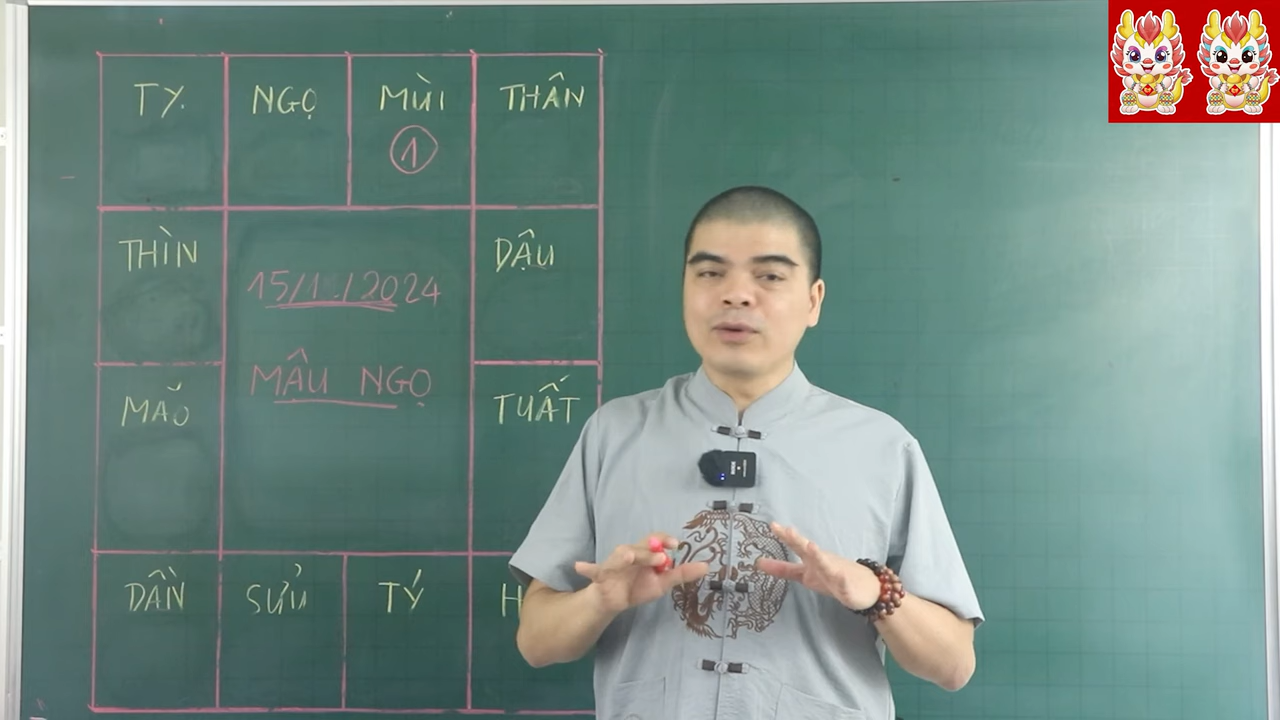 TỴ
NGỌ
MÙI
1
THÂN
THÌN
DẬU
15/1./2024
MÃO
MẬU NGỌ
TUẤT
DẦN
SỬU
TÝ
H